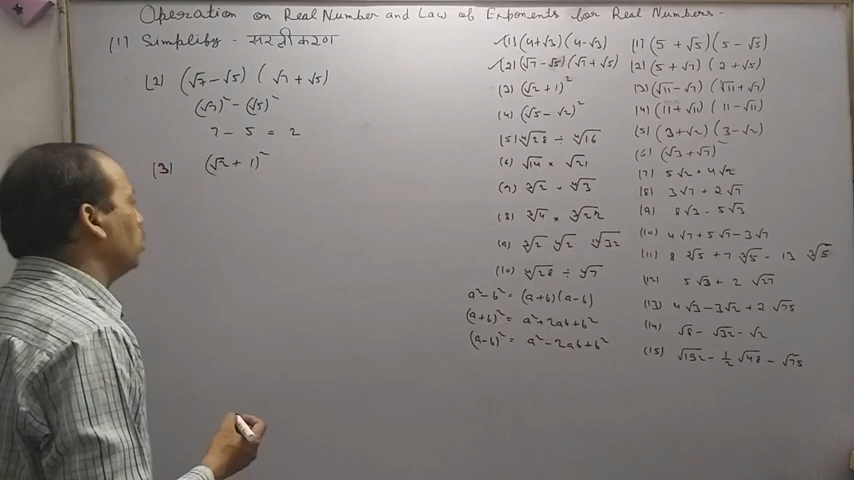 Operation on Real Number and Law of Exponents for Real Numbers -
(1) Simplify - सरलीकरण
(2) (√7 - √5) ( √7 + √5)
(√7)² - (√5)²
7 - 5 = 2
(3) (√2 + 1)²
(1) (4+√3) (4-√3)
(2) (√7 - √5) (√7 + √5)
(3) (√2 + 1)²
(4) (√5 - √2)²
(5) ∜28 ÷ ∜16
(6) √14 × √21
(8) ∛4 × ∛22
(10) ∜28 ÷ ∜7
a² - b² = (a+b) (a-b)
(a+b)² = a² + 2ab + b²
(a-b)² = a² - 2ab + b²
(1) (5 + √5) (5 - √5)
(2) (5 + √7) (2 + √5)
(3) (√11 - √7) (√11 + √7)
(4) (11 + √11) (11 - √11)
(5) (3 + √2) (3 - √2)
(6) (√3 + √7)²
(7) 5√2 + 4√2
(8) 3√7 + 2√7
(9) 8√3 - 5√3
(10) 4√7 + 5√7 - 3√7
(11) 8 ∛5 + 7 ∛5 - 13 ∛5
(12) 5√3 + 2 √27
(13) 4√3 - 3√2 + 2 √75
(14) √8 - √32 - √2
(15) √192 - 1/2 √48 - √75